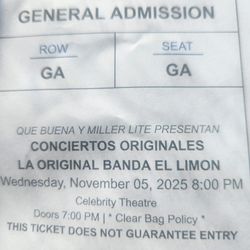 GENERAL ADMISSION
ROW SEAT
GA GA
QUE BUENA Y MILLER LITE PRESENTAN
CONCIERTOS ORIGINALES
LA ORIGINAL BANDA EL LIMON
Wednesday, November 05, 2025 8:00 PM
Celebrity Theatre
Doors 7:00 PM | * Clear Bag Policy *
THIS TICKET DOES NOT GUARANTEE ENTRY